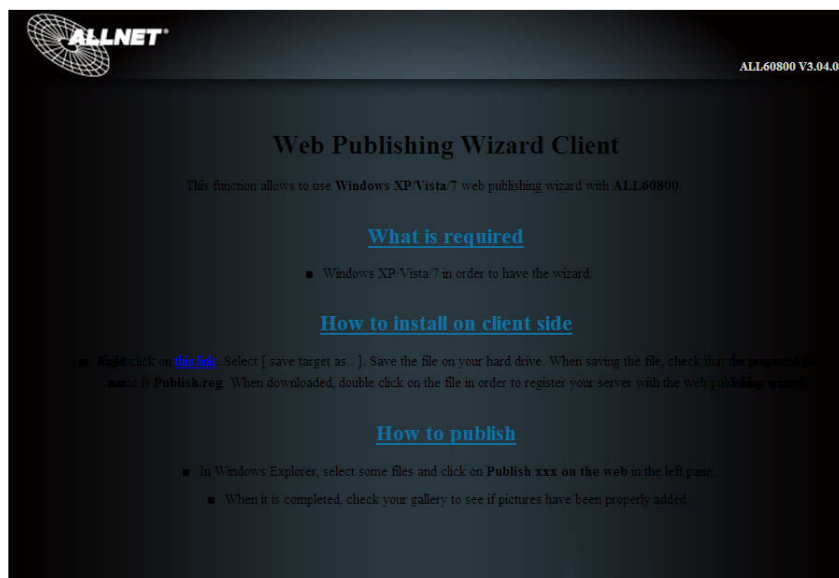 ALLNET®
ALL60800 V3.04.0
Web Publishing Wizard Client
This function allows to use Windows XP/Vista/7 web publishing wizard with ALL60800.
What is required
■ Windows XP/Vista/7 in order to have the wizard.
How to install on client side
■ Right click on this link. Select [ save target as.. ]. Save the file on your hard drive. When saving the file, check that the proposed file
name is Publish.reg. When downloaded, double click on the file in order to register your server with the web publishing wizard.
How to publish
■ In Windows Explorer, select some files and click on Publish xxx on the web in the left pane.
■ When it is completed, check your gallery to see if pictures have been properly added.